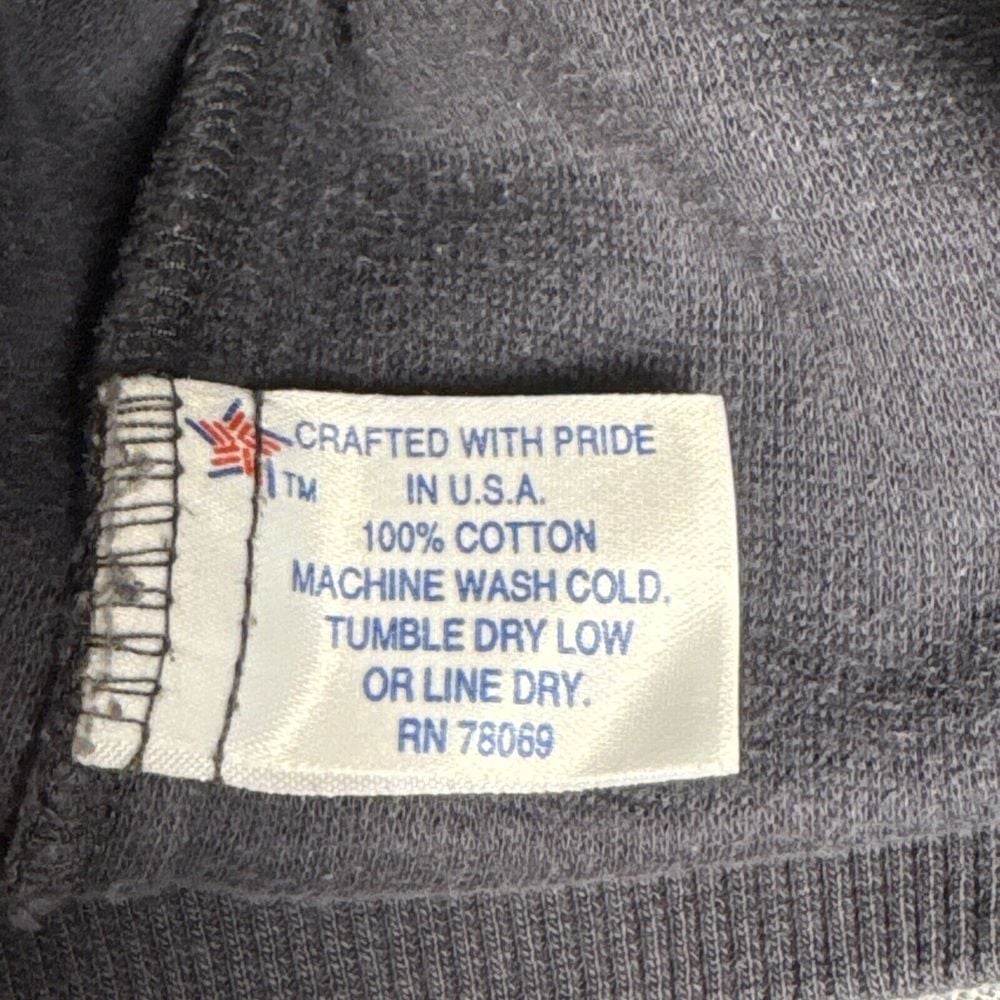 CRAFTED WITH PRIDE
TM IN U.S.A.
100% COTTON
MACHINE WASH COLD.
TUMBLE DRY LOW
OR LINE DRY.
RN 78069